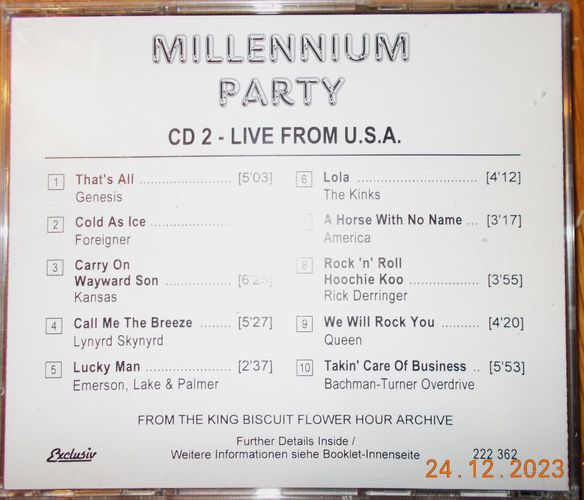 MILLENNIUM
PARTY
CD 2 - LIVE FROM U.S.A.
1 That's All ........................ [5'03]
Genesis
2 Cold As Ice .....................
Foreigner
3 Carry On
Wayward Son .................. [6'25]
Kansas
4 Call Me The Breeze ........ [5'27]
Lynyrd Skynyrd
5 Lucky Man ...................... [2'37]
Emerson, Lake & Palmer
6 Lola ................................. [4'12]
The Kinks
A Horse With No Name ... [3'17]
America
8 Rock 'n' Roll
Hoochie Koo ................... [3'55]
Rick Derringer
9 We Will Rock You ........... [4'20]
Queen
10 Takin' Care Of Business .. [5'53]
Bachman-Turner Overdrive
FROM THE KING BISCUIT FLOWER HOUR ARCHIVE
Further Details Inside /
Exclusiv Weitere Informationen siehe Booklet-Innenseite 222 362
24.12.2023